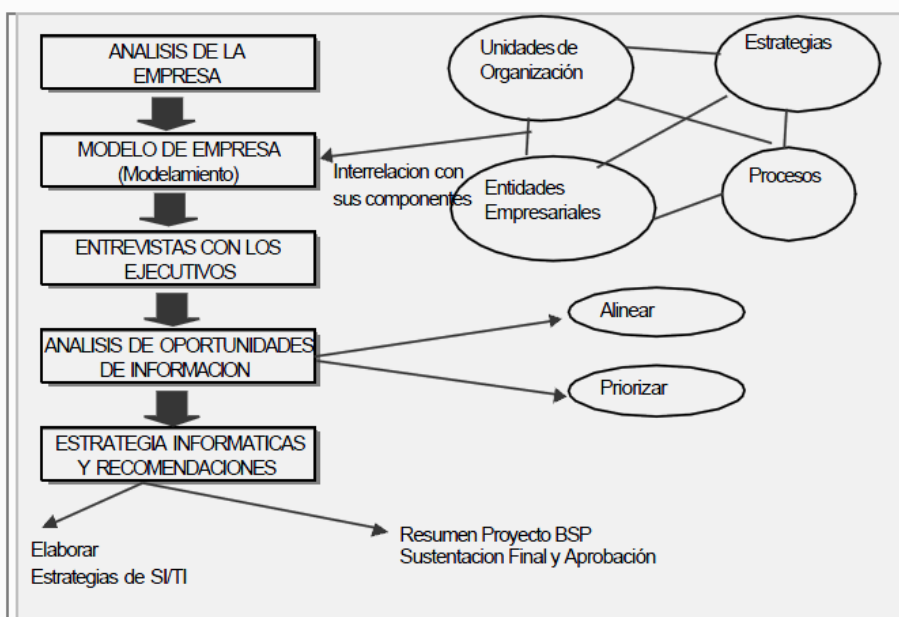 ANALISIS DE LA
EMPRESA
MODELO DE EMPRESA
(Modelamiento)
ENTREVISTAS CON LOS
EJECUTIVOS
ANALISIS DE OPORTUNIDADES
DE INFORMACION
ESTRATEGIA INFORMATICAS
Y RECOMENDACIONES
Elaborar
Estrategias de SI/TI
Resumen Proyecto BSP
Sustentacion Final y Aprobación
Interrelacion con
sus componentes
Unidades de
Organización
Estrategias
Entidades
Empresariales
Procesos
Alinear
Priorizar